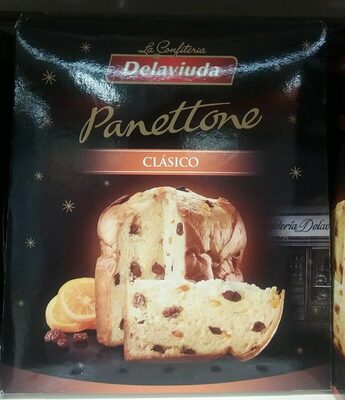 La Confitería
Delaviuda
Panettone
CLÁSICO